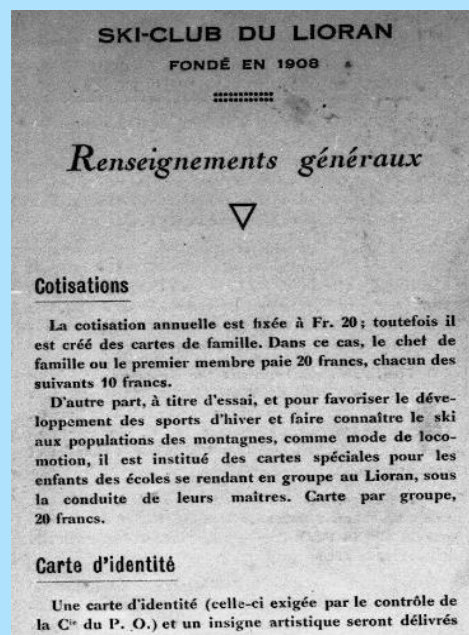 SKI-CLUB DU LIORAN
FONDÉ EN 1908
Renseignements généraux
Cotisations
La cotisation annuelle est fixée à Fr. 20 ; toutefois il
est créé des cartes de famille. Dans ce cas, le chef de
famille ou le premier membre paie 20 francs, chacun des
suivants 10 francs.
D'autre part, à titre d'essai, et pour favoriser le déve-
loppement des sports d'hiver et faire connaître le ski
aux populations des montagnes, comme mode de loco-
motion, il est institué des cartes spéciales pour les
enfants des écoles se rendant en groupe au Lioran, sous
la conduite de leurs maîtres. Carte par groupe,
20 francs.
Carte d'identité
Une carte d'identité (celle-ci exigée par le contrôle de
la Cie du P. O.) et un insigne artistique seront délivrés